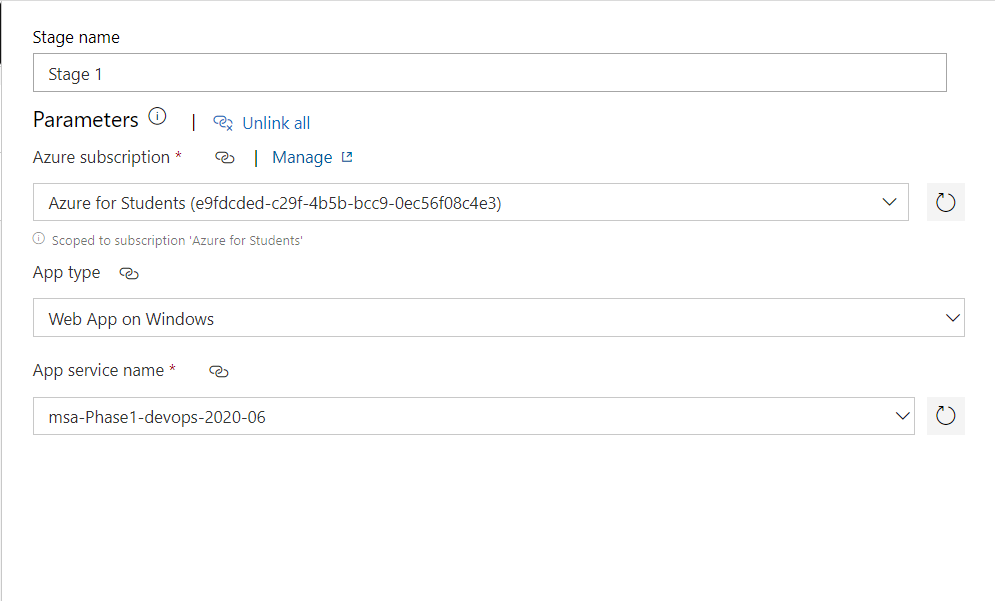 Stage name
Stage 1
Parameters | Unlink all
Azure subscription * | Manage
Azure for Students (e9fdcded-c29f-4b5b-bcc9-0ec56f08c4e3)
Scoped to subscription 'Azure for Students'
App type
Web App on Windows
App service name *
msa-Phase1-devops-2020-06